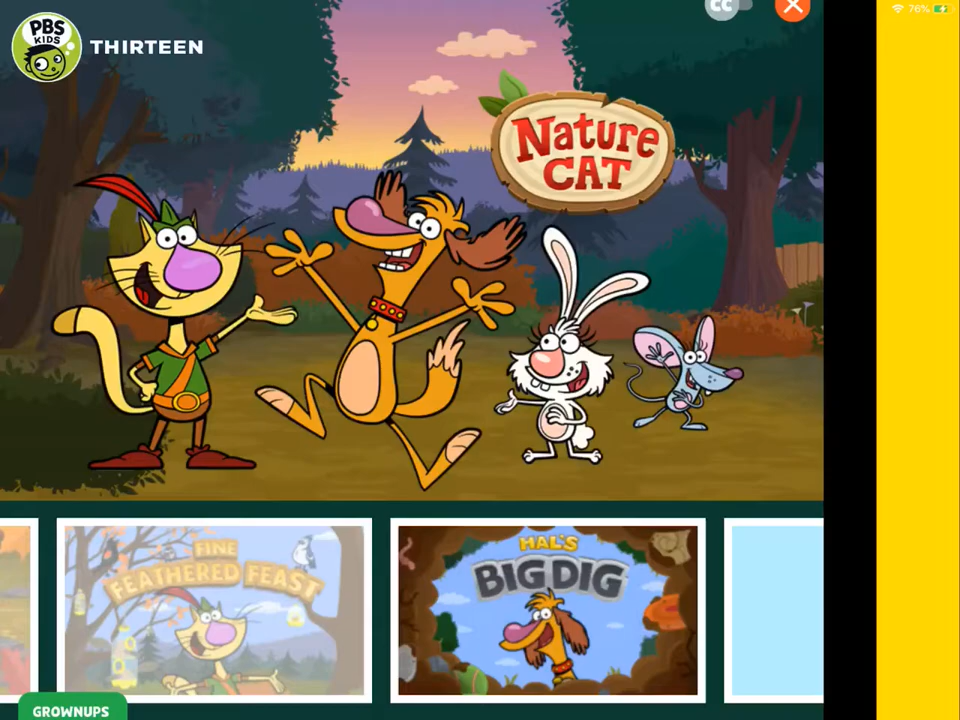 CC
76%
PBS
KIDS
THIRTEEN
Nature
CAT
FINE
FEATHERED FEAST
HAL'S
BIG DIG
GROWNUPS